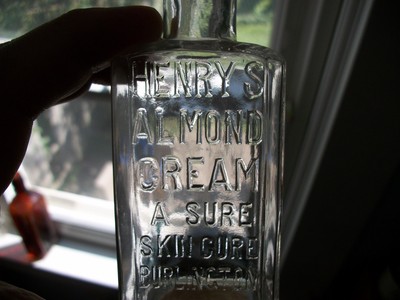 HENRY'S
ALMOND
CREAM
A SURE
SKIN CURE
BURLINGTON